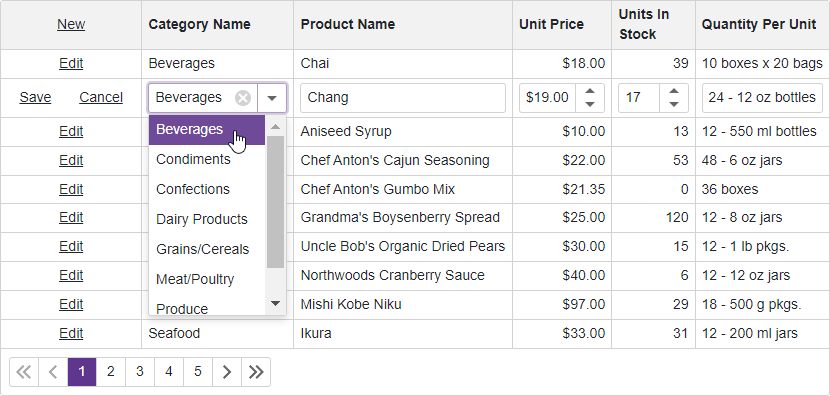 New Category Name Product Name Unit Price Units In Stock Quantity Per Unit
Edit Beverages Chai $18.00 39 10 boxes x 20 bags
Save Cancel Beverages Chang $19.00 17 24 - 12 oz bottles
Edit Beverages Aniseed Syrup $10.00 13 12 - 550 ml bottles
Edit Condiments Chef Anton's Cajun Seasoning $22.00 53 48 - 6 oz jars
Edit Confections Chef Anton's Gumbo Mix $21.35 0 36 boxes
Edit Dairy Products Grandma's Boysenberry Spread $25.00 120 12 - 8 oz jars
Edit Grains/Cereals Uncle Bob's Organic Dried Pears $30.00 15 12 - 1 lb pkgs.
Edit Meat/Poultry Northwoods Cranberry Sauce $40.00 6 12 - 12 oz jars
Edit Produce Mishi Kobe Niku $97.00 29 18 - 500 g pkgs.
Edit Seafood Ikura $33.00 31 12 - 200 ml jars
1 2 3 4 5